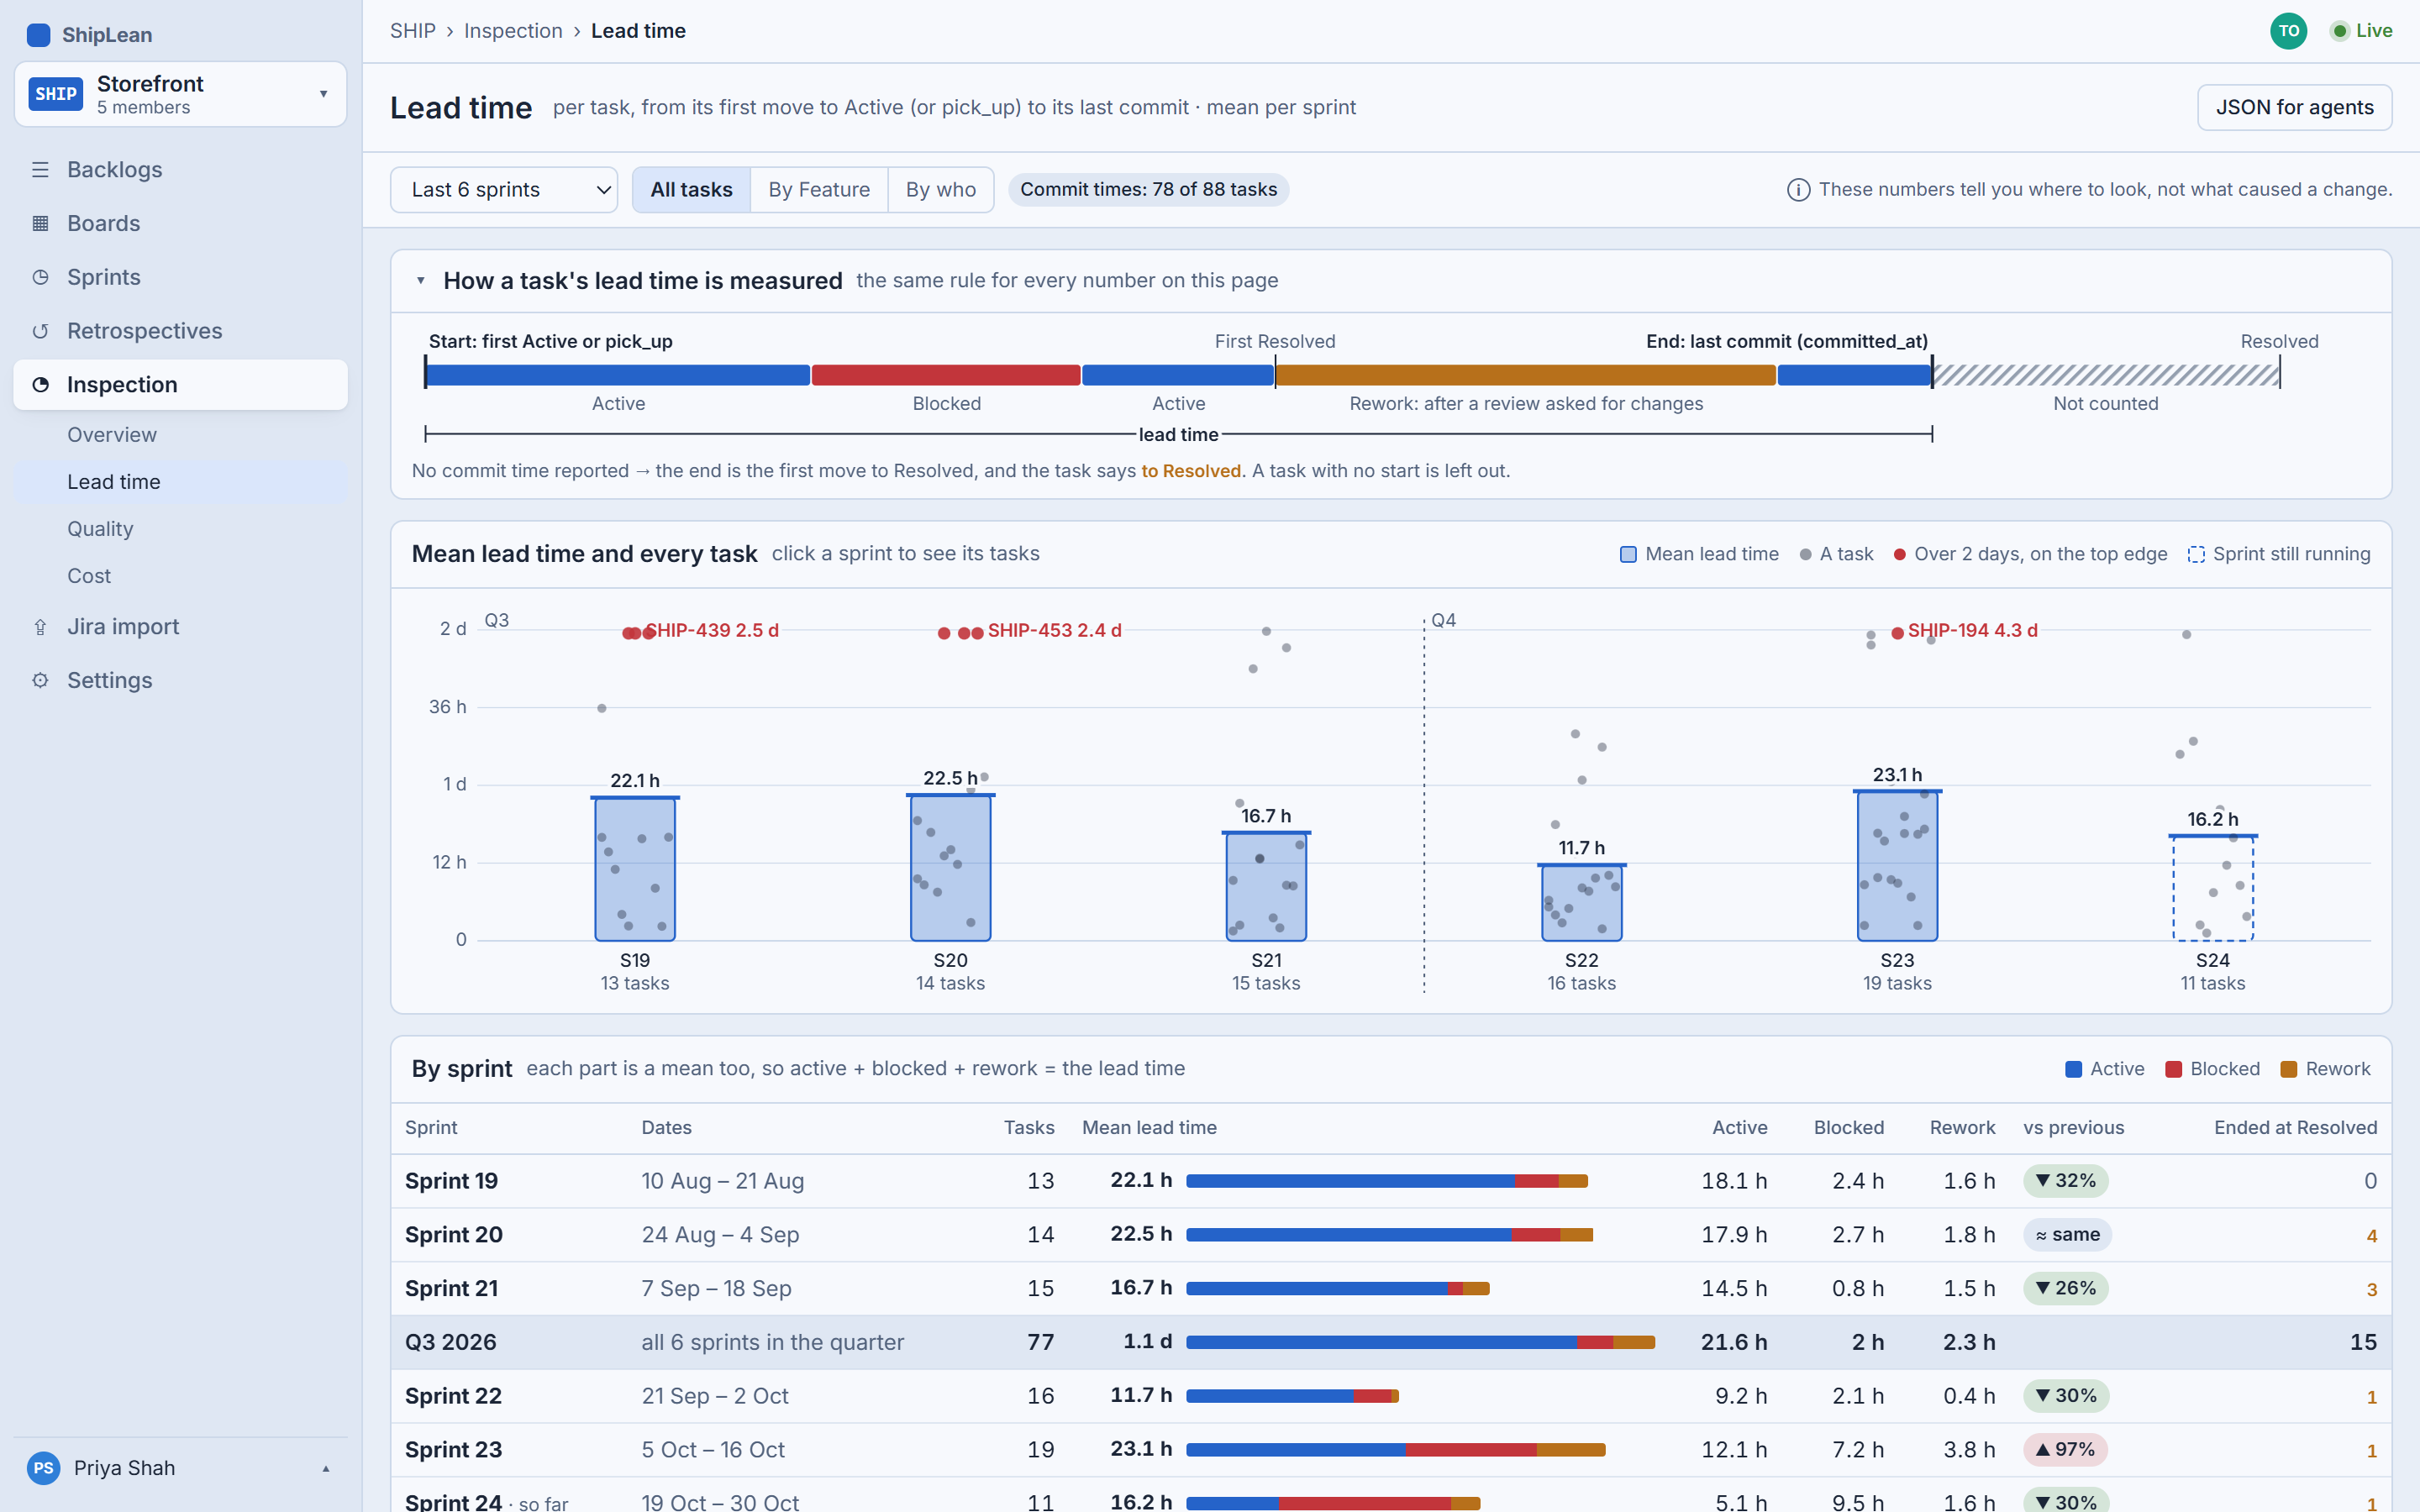 ShipLean
SHIP Storefront
5 members
Backlogs
Boards
Sprints
Retrospectives
Inspection
Overview
Lead time
Quality
Cost
Jira import
Settings
PS Priya Shah
SHIP › Inspection › Lead time
TO Live
Lead time per task, from its first move to Active (or pick_up) to its last commit · mean per sprint
JSON for agents
Last 6 sprints All tasks By Feature By who Commit times: 78 of 88 tasks
These numbers tell you where to look, not what caused a change.
How a task's lead time is measured the same rule for every number on this page
Start: first Active or pick_up First Resolved End: last commit (committed_at) Resolved
Active Blocked Active Rework: after a review asked for changes Not counted
lead time
No commit time reported → the end is the first move to Resolved, and the task says to Resolved. A task with no start is left out.
Mean lead time and every task click a sprint to see its tasks
Mean lead time A task Over 2 days, on the top edge Sprint still running
Q3 Q4
2 d SHIP-439 2.5 d SHIP-453 2.4 d SHIP-194 4.3 d
36 h
1 d
12 h
0
22.1 h 22.5 h 16.7 h 11.7 h 23.1 h 16.2 h
S19 S20 S21 S22 S23 S24
13 tasks 14 tasks 15 tasks 16 tasks 19 tasks 11 tasks
By sprint each part is a mean too, so active + blocked + rework = the lead time
Active Blocked Rework
Sprint Dates Tasks Mean lead time Active Blocked Rework vs previous Ended at Resolved
Sprint 19 10 Aug – 21 Aug 13 22.1 h 18.1 h 2.4 h 1.6 h ▼ 32% 0
Sprint 20 24 Aug – 4 Sep 14 22.5 h 17.9 h 2.7 h 1.8 h ≈ same 4
Sprint 21 7 Sep – 18 Sep 15 16.7 h 14.5 h 0.8 h 1.5 h ▼ 26% 3
Q3 2026 all 6 sprints in the quarter 77 1.1 d 21.6 h 2 h 2.3 h 15
Sprint 22 21 Sep – 2 Oct 16 11.7 h 9.2 h 2.1 h 0.4 h ▼ 30% 1
Sprint 23 5 Oct – 16 Oct 19 23.1 h 12.1 h 7.2 h 3.8 h ▲ 97% 1
Sprint 24 · so far 19 Oct – 30 Oct 11 16.2 h 5.1 h 9.5 h 1.6 h ▼ 30% 1